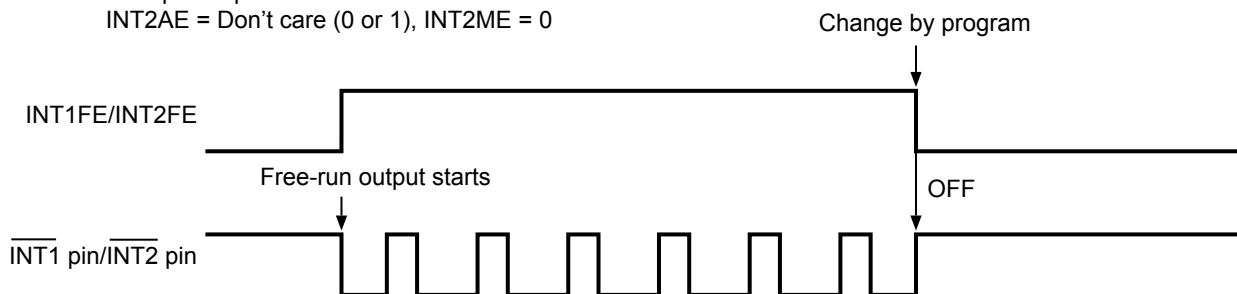 INT2AE = Don't care (0 or 1), INT2ME = 0
Change by program
INT1FE/INT2FE
Free-run output starts
OFF
INT1 pin/INT2 pin